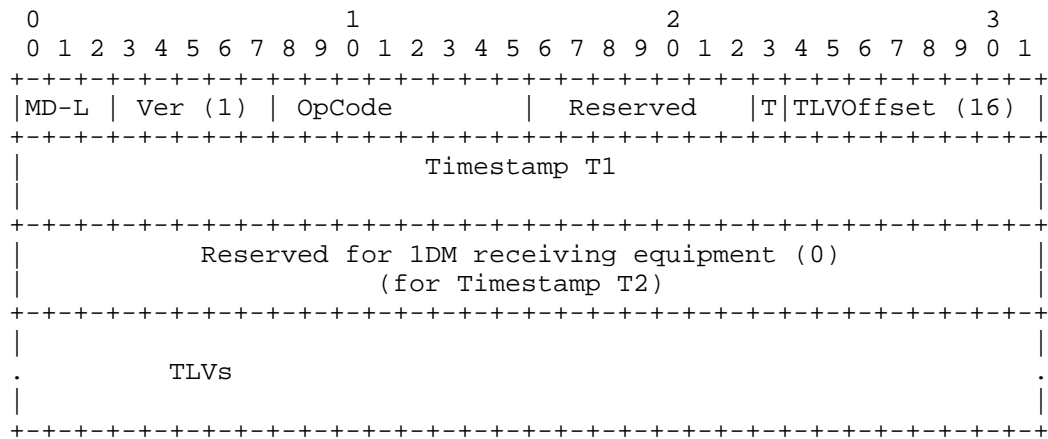 0                   1                   2                   3
 0 1 2 3 4 5 6 7 8 9 0 1 2 3 4 5 6 7 8 9 0 1 2 3 4 5 6 7 8 9 0 1
+-+-+-+-+-+-+-+-+-+-+-+-+-+-+-+-+-+-+-+-+-+-+-+-+-+-+-+-+-+-+-+-+
|MD-L | Ver (1) | OpCode        |  Reserved   |T|TLVOffset (16) |
+-+-+-+-+-+-+-+-+-+-+-+-+-+-+-+-+-+-+-+-+-+-+-+-+-+-+-+-+-+-+-+-+
|                         Timestamp T1                          |
|                                                               |
+-+-+-+-+-+-+-+-+-+-+-+-+-+-+-+-+-+-+-+-+-+-+-+-+-+-+-+-+-+-+-+-+
|           Reserved for 1DM receiving equipment (0)            |
|                      (for Timestamp T2)                       |
+-+-+-+-+-+-+-+-+-+-+-+-+-+-+-+-+-+-+-+-+-+-+-+-+-+-+-+-+-+-+-+-+
|                                                               |
.         TLVs                                                  .
|                                                               |
+-+-+-+-+-+-+-+-+-+-+-+-+-+-+-+-+-+-+-+-+-+-+-+-+-+-+-+-+-+-+-+-+